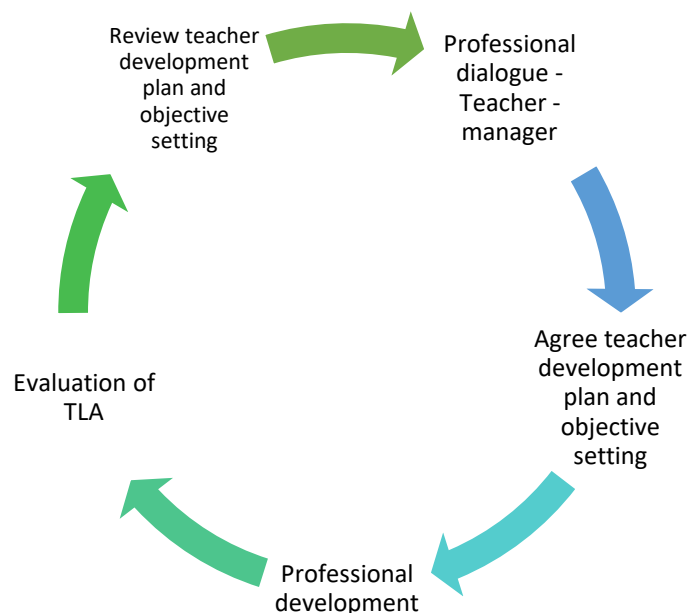 Review teacher
development
plan and
objective
setting
Professional
dialogue -
Teacher -
manager
Agree teacher
development
plan and
objective
setting
Professional
development
Evaluation of
TLA